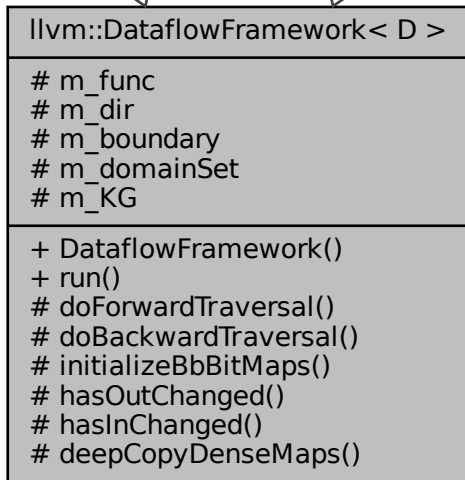 llvm::DataflowFramework< D >
# m_func
# m_dir
# m_boundary
# m_domainSet
# m_KG
+ DataflowFramework()
+ run()
# doForwardTraversal()
# doBackwardTraversal()
# initializeBbBitMaps()
# hasOutChanged()
# hasInChanged()
# deepCopyDenseMaps()